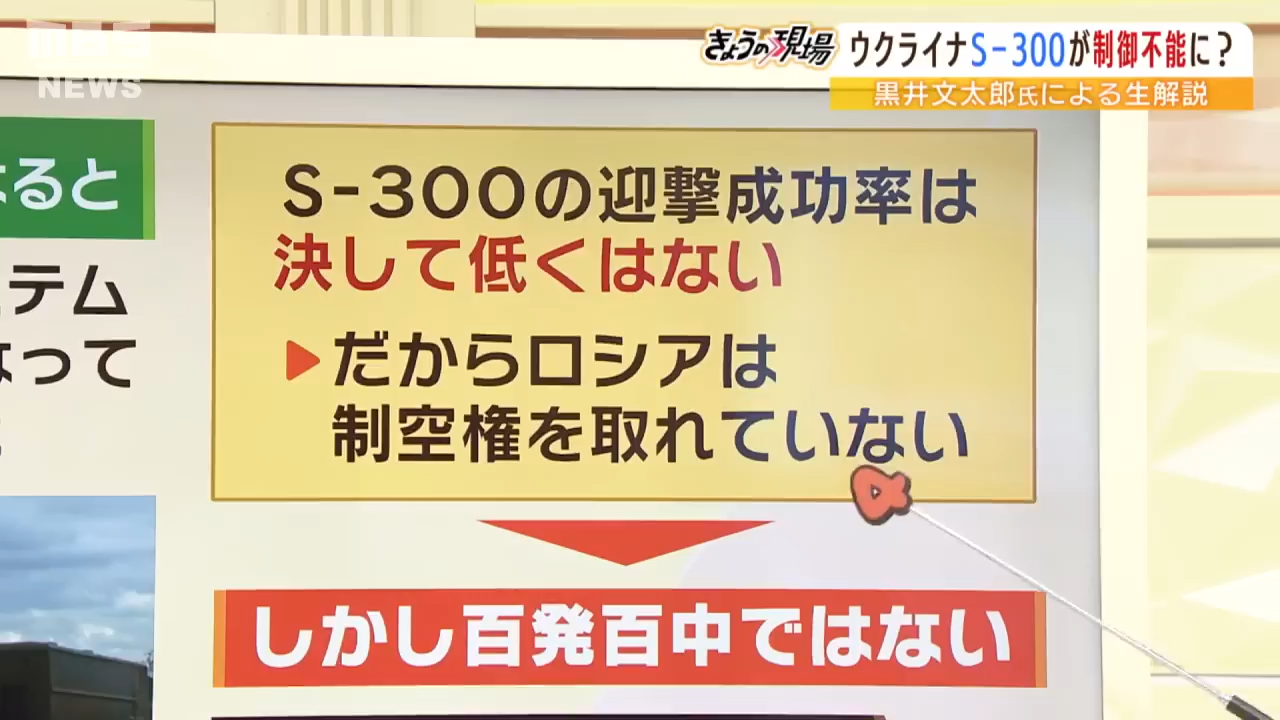 MBS
NEWS
きょうの現場
ウクライナS-300が制御不能に?
黒井文太郎氏による生解説
なると
テム
なって
S-300の迎撃成功率は
決して低くはない
だからロシアは
制空権を取れていない
しかし百発百中ではない